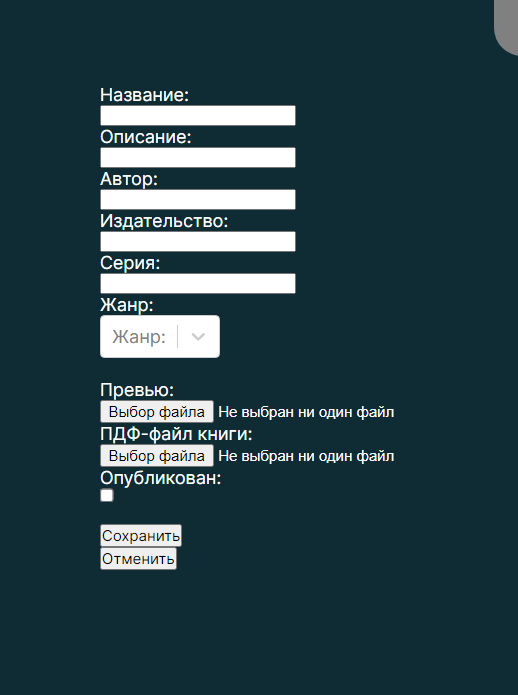 Название:
Описание:
Автор:
Издательство:
Серия:
Жанр:
Жанр:
Превью:
Выбор файла Не выбран ни один файл
ПДФ-файл книги:
Выбор файла Не выбран ни один файл
Опубликован:
Сохранить
Отменить